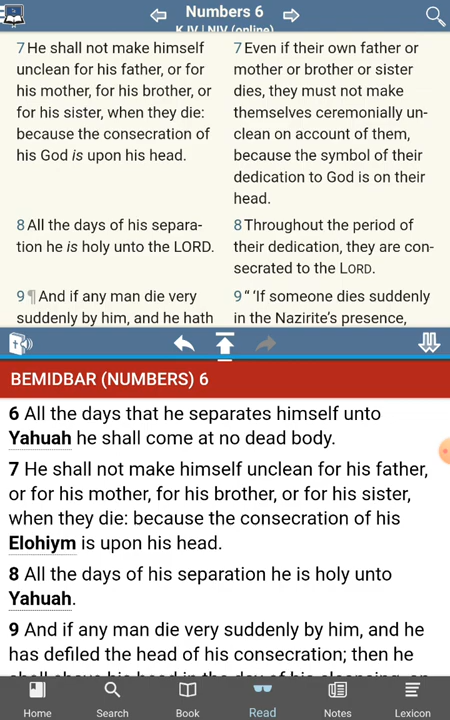 Numbers 6
KJV | NIV (online)
7 He shall not make himself
unclean for his father, or for
his mother, for his brother, or
for his sister, when they die:
because the consecration of
his God is upon his head.
8 All the days of his separa-
tion he is holy unto the LORD.
9 ¶ And if any man die very
suddenly by him, and he hath
7 Even if their own father or
mother or brother or sister
dies, they must not make
themselves ceremonially un-
clean on account of them,
because the symbol of their
dedication to God is on their
head.
8 Throughout the period of
their dedication, they are con-
secrated to the LORD.
9 “ ‘If someone dies suddenly
in the Nazirite’s presence,
BEMIDBAR (NUMBERS) 6
6 All the days that he separates himself unto
Yahuah he shall come at no dead body.
7 He shall not make himself unclean for his father,
or for his mother, for his brother, or for his sister,
when they die: because the consecration of his
Elohiym is upon his head.
8 All the days of his separation he is holy unto
Yahuah.
9 And if any man die very suddenly by him, and he
has defiled the head of his consecration; then he
shall shave his head in the day of his cleansing, on
Home Search Book Read Notes Lexicon